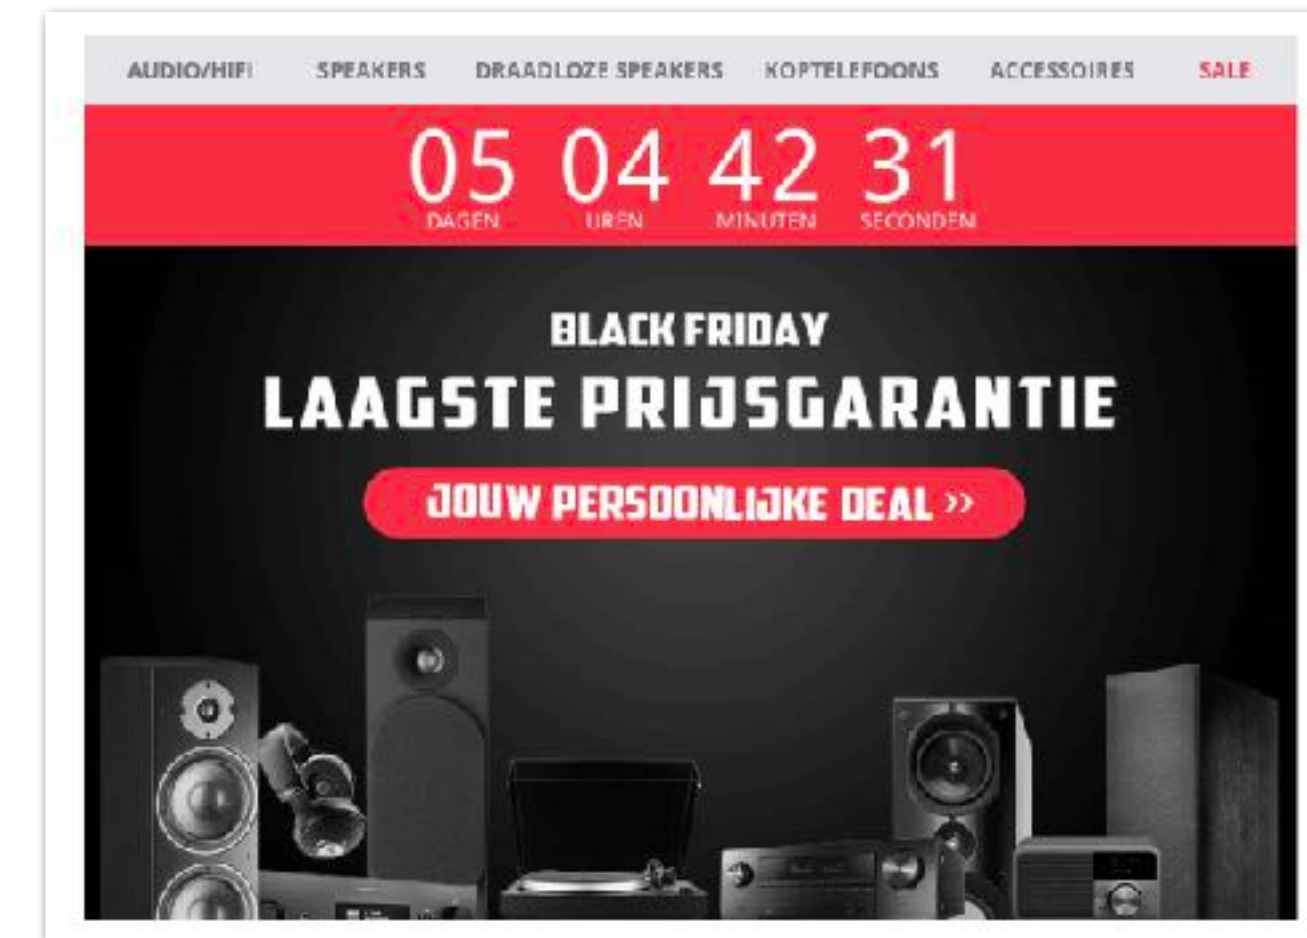 AUDIO/HIFI SPEAKERS DRAADLOZE SPEAKERS KOPTELEFOONS ACCESSOIRES SALE
05 04 42 31
DAGEN UREN MINUTEN SECONDEN
BLACK FRIDAY
LAAGSTE PRIJSGARANTIE
JOUW PERSOONLIJKE DEAL >>